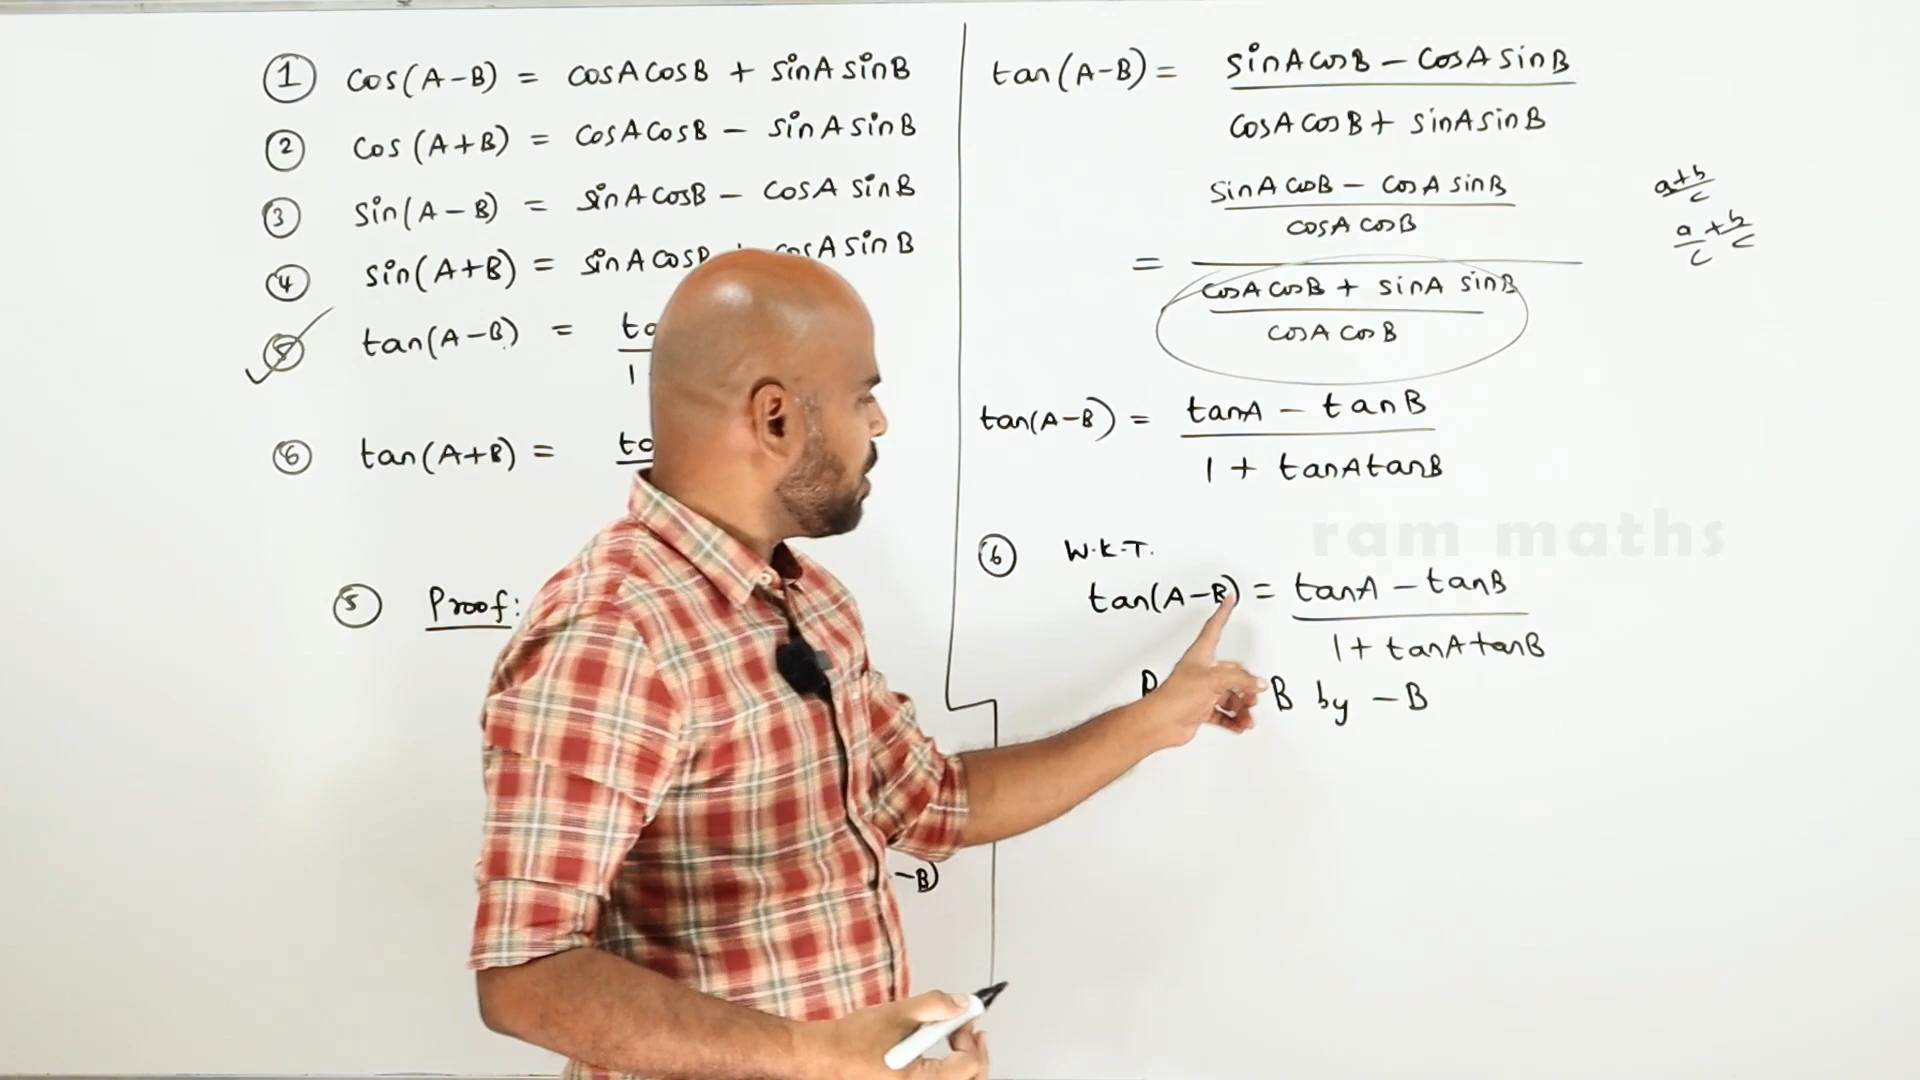 ① cos(A-B) = cosA cosB + sinA sinB
② cos (A+B) = cosA cosB - sinA sinB
③ sin(A-B) = sinA cosB - cosA sinB
④ sin(A+B) = sinA cos A sinB
⑤ tan(A-B) =
1
⑥ tan(A+B) =
⑤ Proof:
-B)
tan(A-B) = sinA cosB - cosA sinB
cosA cosB + sinA sinB
sinA cosB - cosA sinB
cosA cosB
=
cosA cosB + sinA sinB
cosA cosB
a+b
c
a + b
c c
tan(A-B) = tanA - tanB
1 + tanA tanB
ram maths
⑥ W.K.T.
tan(A-B) = tanA - tanB
1 + tanA tanB
B by -B